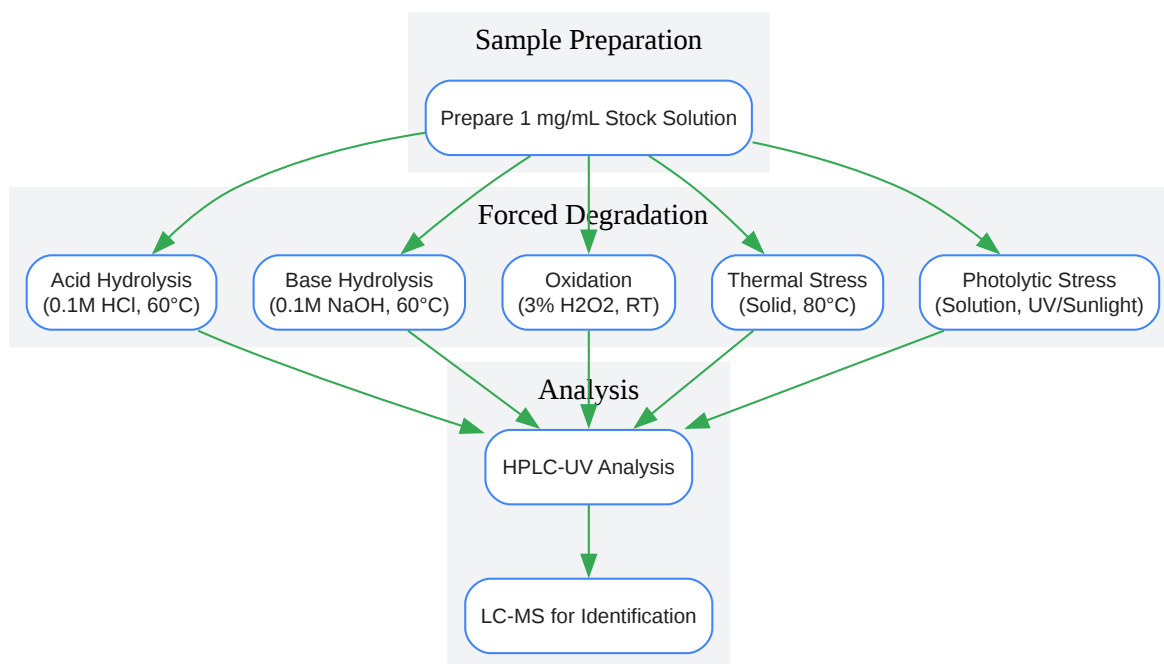 Sample Preparation
Prepare 1 mg/mL Stock Solution
Forced Degradation
Acid Hydrolysis
(0.1M HCl, 60°C)
Base Hydrolysis
(0.1M NaOH, 60°C)
Oxidation
(3% H2O2, RT)
Thermal Stress
(Solid, 80°C)
Photolytic Stress
(Solution, UV/Sunlight)
Analysis
HPLC-UV Analysis
LC-MS for Identification